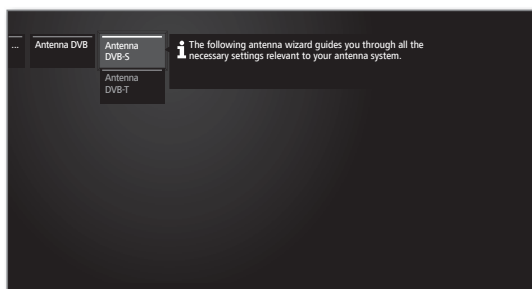 ...
Antenna DVB
Antenna
DVB-S
Antenna
DVB-T
i The following antenna wizard guides you through all the
necessary settings relevant to your antenna system.